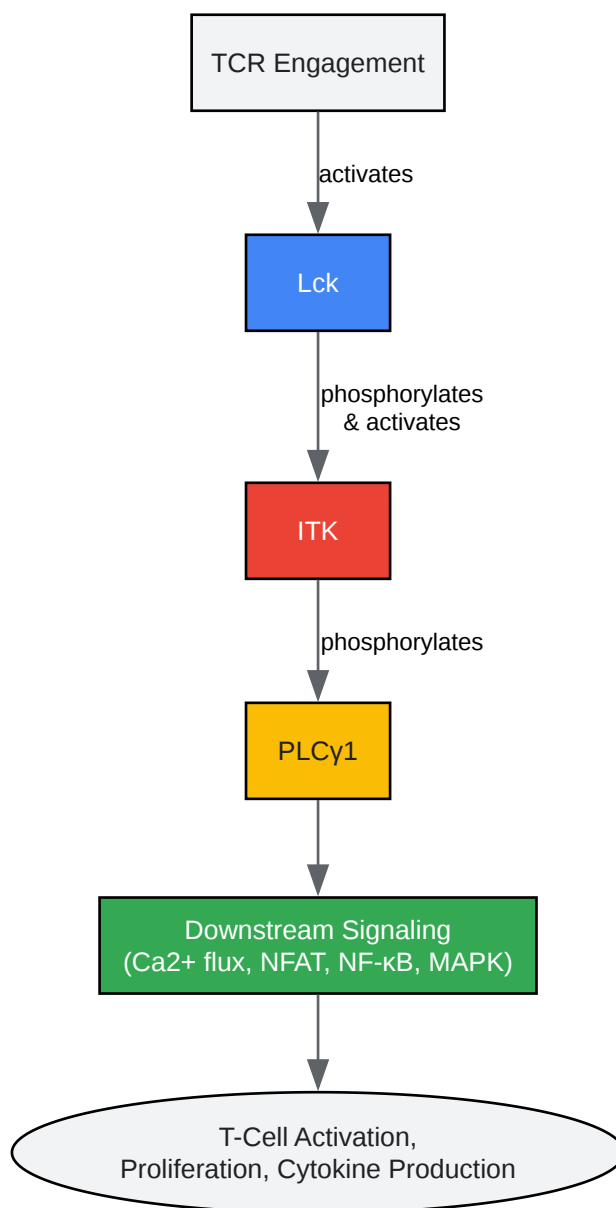 TCR Engagement
activates
Lck
phosphorylates
& activates
ITK
phosphorylates
PLCγ1
Downstream Signaling
(Ca2+ flux, NFAT, NF-κB, MAPK)
T-Cell Activation,
Proliferation, Cytokine Production